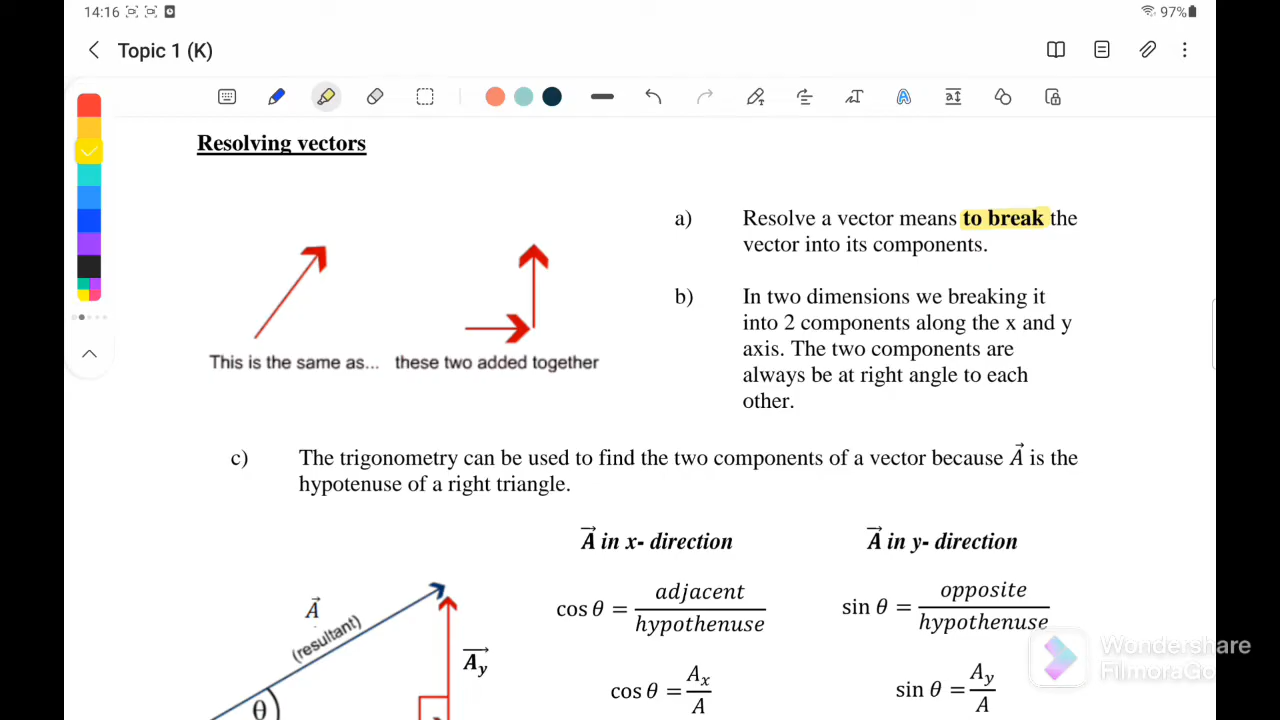 14:16
97%
Topic 1 (K)
Resolving vectors
a) Resolve a vector means to break the
vector into its components.
This is the same as... these two added together
b) In two dimensions we breaking it
into 2 components along the x and y
axis. The two components are
always be at right angle to each
other.
c) The trigonometry can be used to find the two components of a vector because A⃗ is the
hypotenuse of a right triangle.
A⃗ in x- direction
A⃗ in y- direction
A⃗
(resultant)
A⃗y
θ
cos θ = adjacent / hypothenuse
sin θ = opposite / hypothenuse
cos θ = Ax / A
sin θ = Ay / A
Wondershare
FilmoraGo